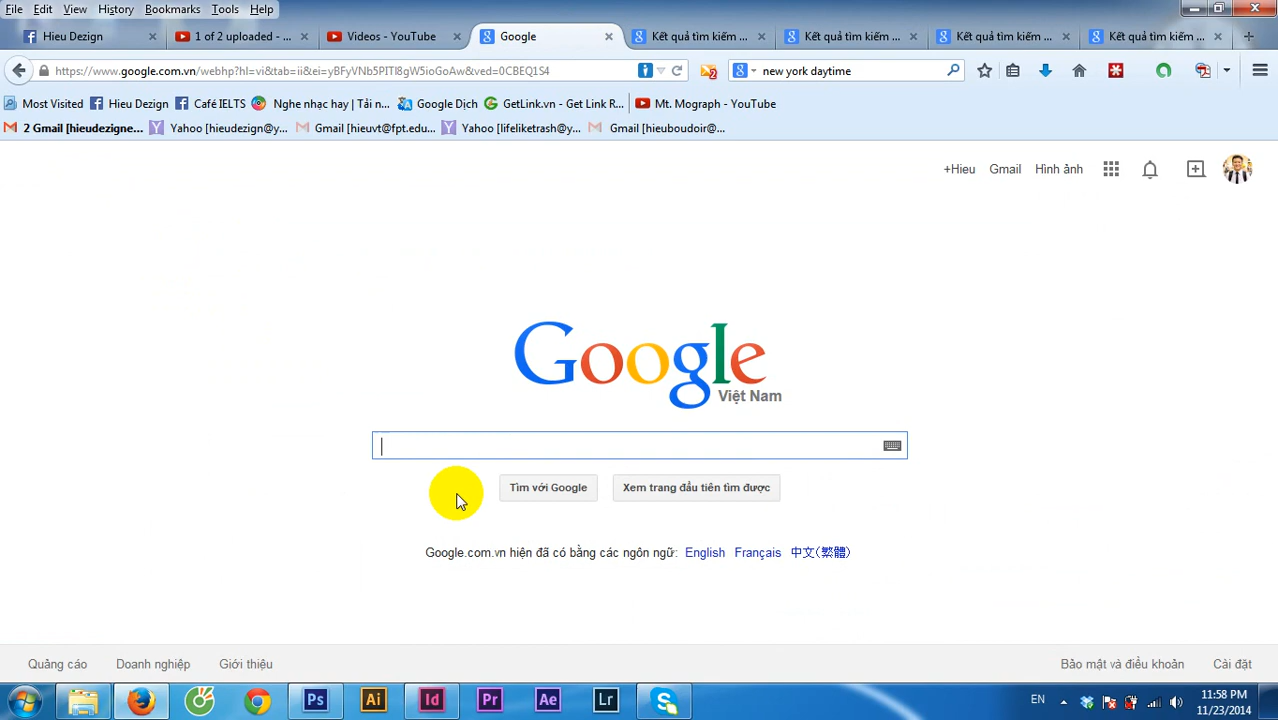 File Edit View History Bookmarks Tools Help
Hieu Dezign 1 of 2 uploaded - ... Videos - YouTube Google Kết quả tìm kiếm ... Kết quả tìm kiếm ... Kết quả tìm kiếm ... Kết quả tìm kiếm ...
https://www.google.com.vn/webhp?hl=vi&tab=ii&ei=yBFyVNb5PITl8gW5ioGoAw&ved=0CBEQ1S4 new york daytime
Most Visited Hieu Dezign Café IELTS Nghe nhạc hay | Tải n... Google Dịch GetLink.vn - Get Link R... Mt. Mograph - YouTube
2 Gmail [hieudezigne... Yahoo [hieudezign@y... Gmail [hieuvt@fpt.edu... Yahoo [lifeliketrash@y... Gmail [hieuboudoir@...
+Hieu Gmail Hình ảnh
Google
Việt Nam
Tìm với Google Xem trang đầu tiên tìm được
Google.com.vn hiện đã có bằng các ngôn ngữ: English Français 中文(繁體)
Quảng cáo Doanh nghiệp Giới thiệu Bảo mật và điều khoản Cài đặt
Ps Ai Id Pr Ae Lr EN 11:58 PM
11/23/2014